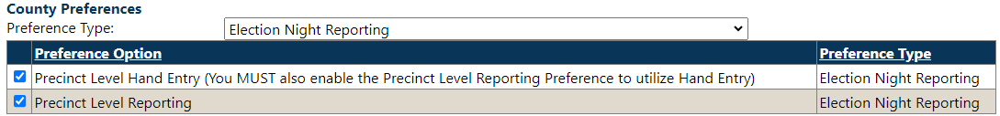 County Preferences
Preference Type: Election Night Reporting
Preference Option Preference Type
Precinct Level Hand Entry (You MUST also enable the Precinct Level Reporting Preference to utilize Hand Entry) Election Night Reporting
Precinct Level Reporting Election Night Reporting